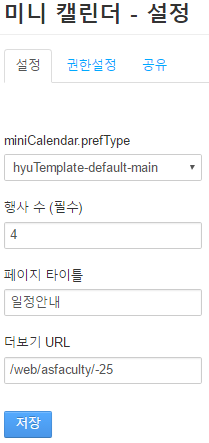 미니 캘린더 - 설정
설정 권한설정 공유
miniCalendar.prefType
hyuTemplate-default-main
행사 수 (필수)
4
페이지 타이틀
일정안내
더보기 URL
/web/asfaculty/-25
저장